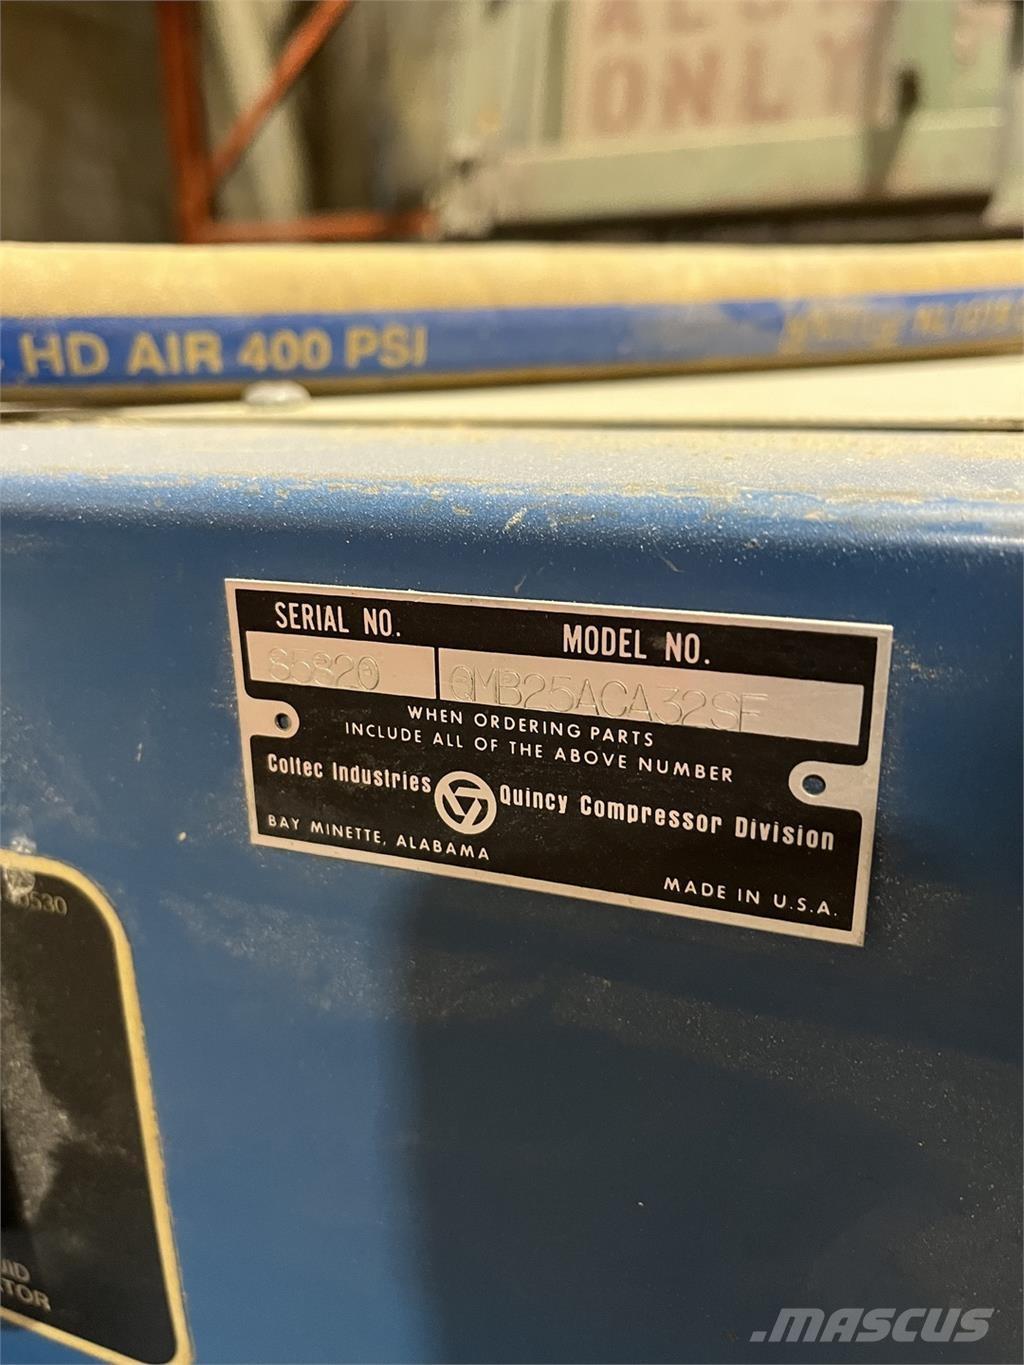 ONLY
HD AIR 400 PSI
SERIAL NO.
MODEL NO.
85820
QMB25ACA32SF
WHEN ORDERING PARTS
INCLUDE ALL OF THE ABOVE NUMBER
Coltec Industries
Quincy Compressor Division
BAY MINETTE, ALABAMA
MADE IN U.S.A.
MASCUS